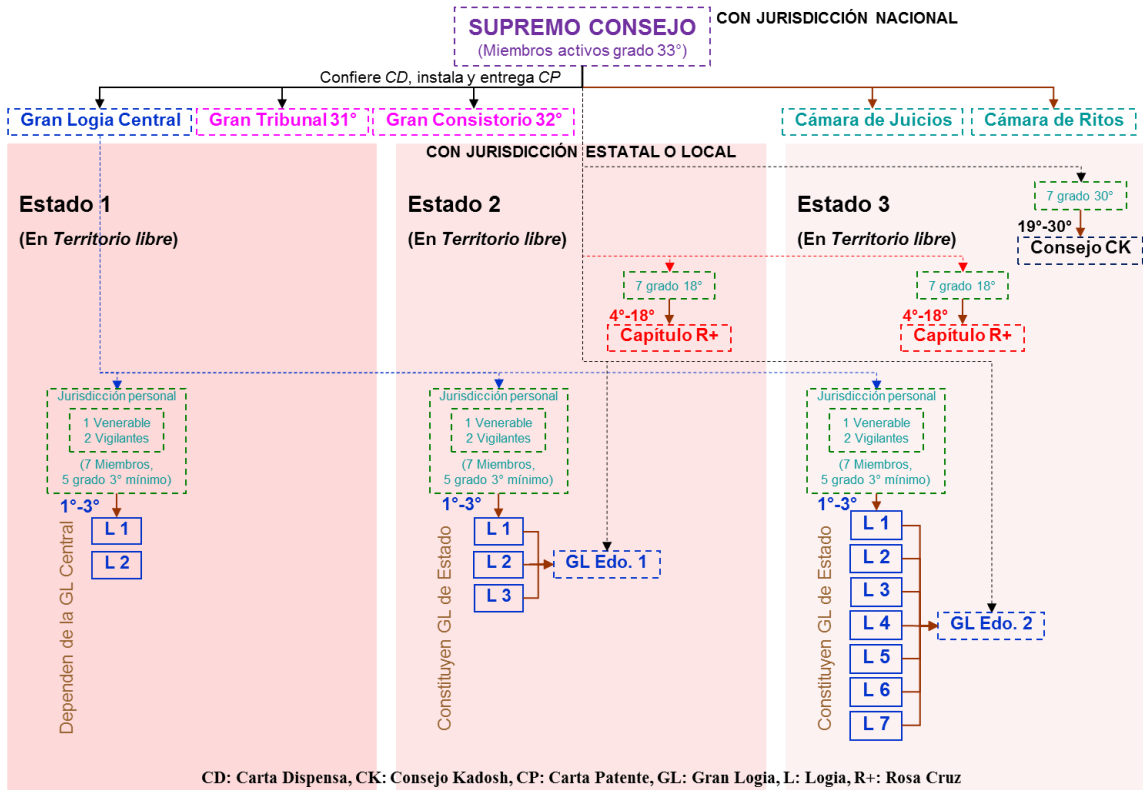 CON JURISDICCIÓN NACIONAL
SUPREMO CONSEJO
(Miembros activos grado 33°)
Confiere CD, instala y entrega CP
Gran Logia Central
Gran Tribunal 31°
Gran Consistorio 32°
Cámara de Juicios
Cámara de Ritos
CON JURISDICCIÓN ESTATAL O LOCAL
Estado 1
(En Territorio libre)
Estado 2
(En Territorio libre)
Estado 3
(En Territorio libre)
7 grado 30°
19°-30°
Consejo CK
7 grado 18°
4°-18°
Capítulo R+
7 grado 18°
4°-18°
Capítulo R+
Jurisdicción personal
1 Venerable
2 Vigilantes
(7 Miembros,
5 grado 3° mínimo)
1°-3°
L 1
L 2
Dependen de la GL Central
Jurisdicción personal
1 Venerable
2 Vigilantes
(7 Miembros,
5 grado 3° mínimo)
1°-3°
L 1
L 2
L 3
GL Edo. 1
Constituyen GL de Estado
Jurisdicción personal
1 Venerable
2 Vigilantes
(7 Miembros,
5 grado 3° mínimo)
1°-3°
L 1
L 2
L 3
L 4
L 5
L 6
L 7
GL Edo. 2
Constituyen GL de Estado
CD: Carta Dispensa, CK: Consejo Kadosh, CP: Carta Patente, GL: Gran Logia, L: Logia, R+: Rosa Cruz